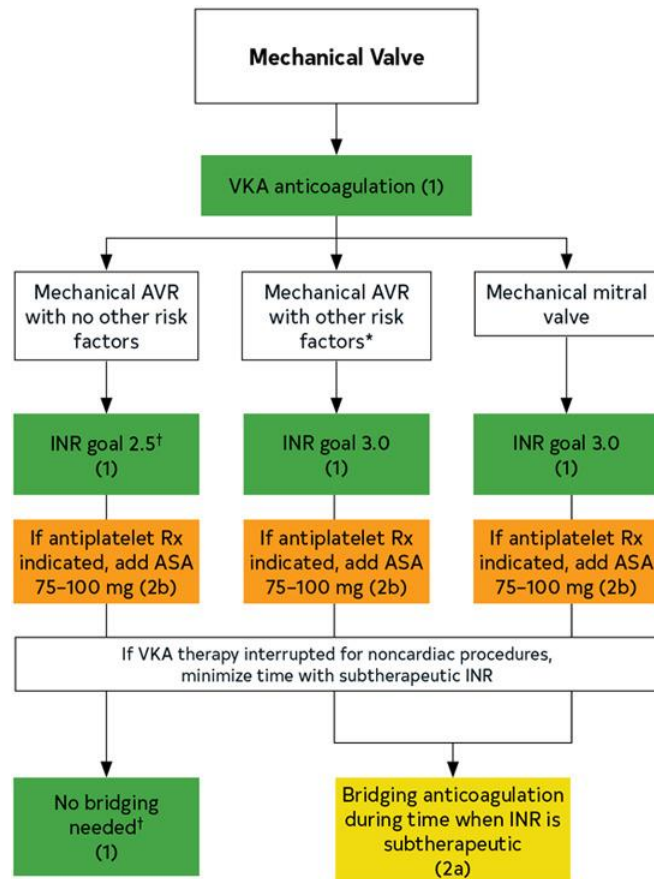 Mechanical Valve
VKA anticoagulation (1)
Mechanical AVR
with no other risk
factors
Mechanical AVR
with other risk
factors*
Mechanical mitral
valve
INR goal 2.5†
(1)
INR goal 3.0
(1)
INR goal 3.0
(1)
If antiplatelet Rx
indicated, add ASA
75–100 mg (2b)
If antiplatelet Rx
indicated, add ASA
75–100 mg (2b)
If antiplatelet Rx
indicated, add ASA
75–100 mg (2b)
If VKA therapy interrupted for noncardiac procedures,
minimize time with subtherapeutic INR
No bridging
needed†
(1)
Bridging anticoagulation
during time when INR is
subtherapeutic
(2a)